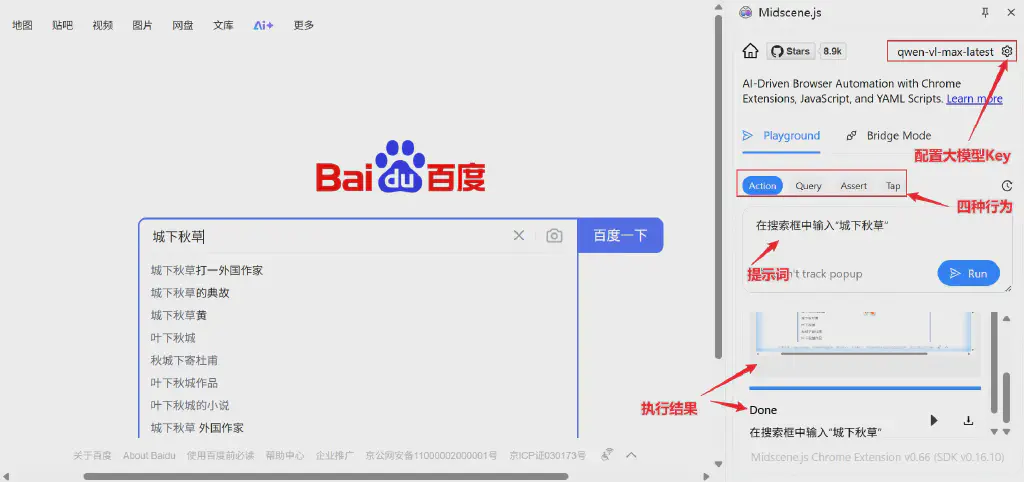 地图 贴吧 视频 图片 网盘 文库 Ai+ 更多
Baidu百度
城下秋草
百度一下
城下秋草打一外国作家
城下秋草的典故
城下秋草黄
叶下秋城
秋城下寄杜甫
叶下秋城作品
叶下秋城的小说
城下秋草 外国作家
关于百度 About Baidu 使用百度前必读 帮助中心 企业推广 京公网安备11000002000001号 京ICP证030173号
Midscene.js
Stars 8.9k
qwen-vl-max-latest
AI-Driven Browser Automation with Chrome
Extensions, JavaScript, and YAML Scripts. Learn more
Playground Bridge Mode
配置大模型Key
Action Query Assert Tap
四种行为
在搜索框中输入“城下秋草”
提示词
track popup
Run
执行结果
Done
在搜索框中输入“城下秋草”
Midscene.js Chrome Extension v0.66 (SDK v0.16.10)